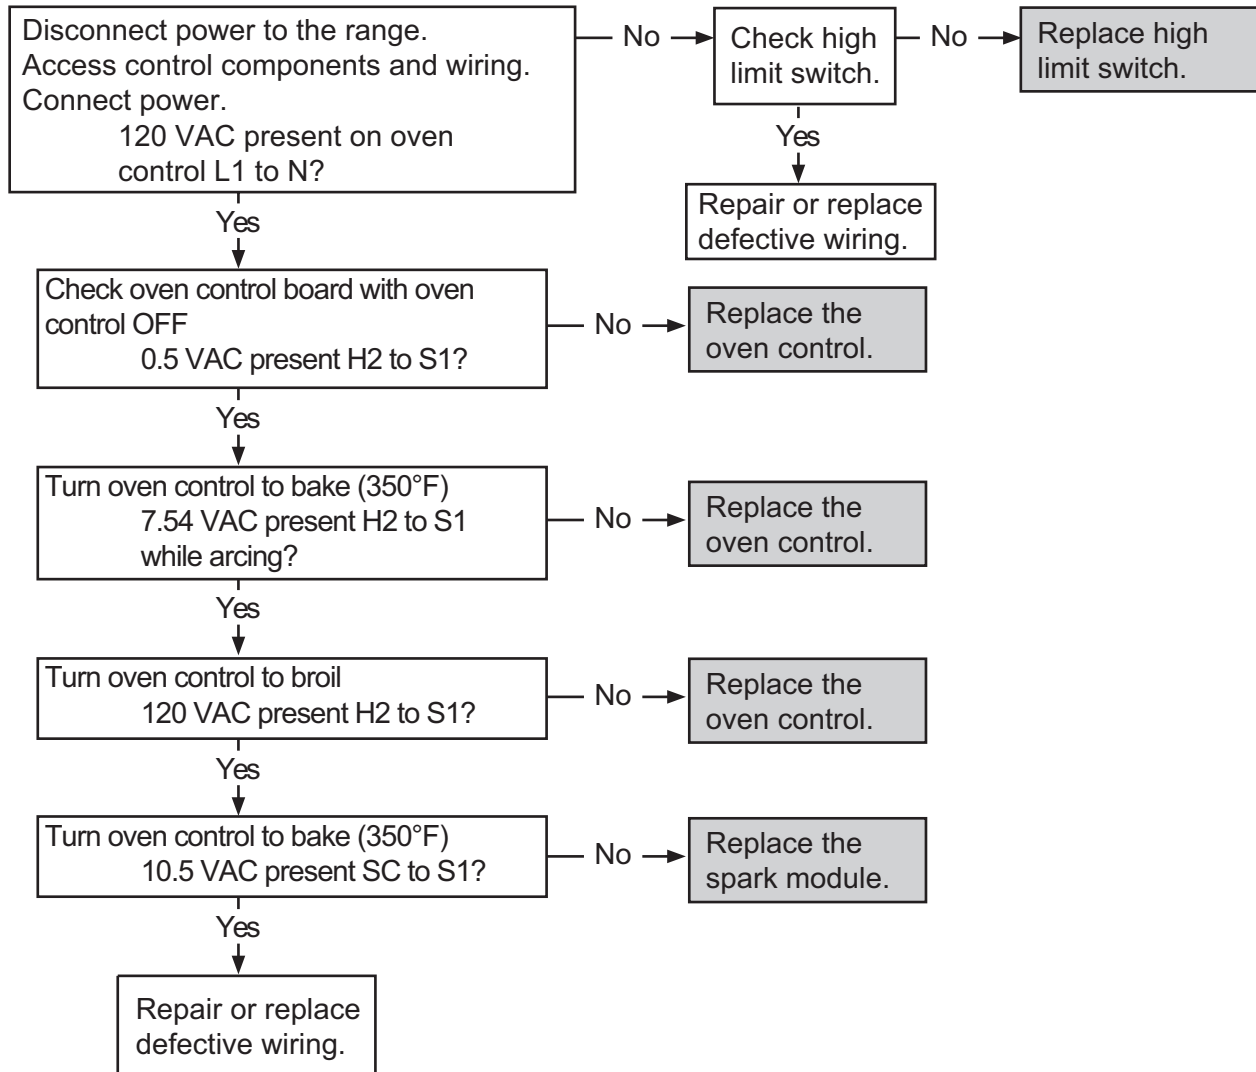 Disconnect power to the range.
Access control components and wiring.
Connect power.
120 VAC present on oven
control L1 to N?
No
Check high
limit switch.
No
Replace high
limit switch.
Yes
Repair or replace
defective wiring.
Yes
Check oven control board with oven
control OFF
0.5 VAC present H2 to S1?
No
Replace the
oven control.
Yes
Turn oven control to bake (350°F)
7.54 VAC present H2 to S1
while arcing?
No
Replace the
oven control.
Yes
Turn oven control to broil
120 VAC present H2 to S1?
No
Replace the
oven control.
Yes
Turn oven control to bake (350°F)
10.5 VAC present SC to S1?
No
Replace the
spark module.
Yes
Repair or replace
defective wiring.